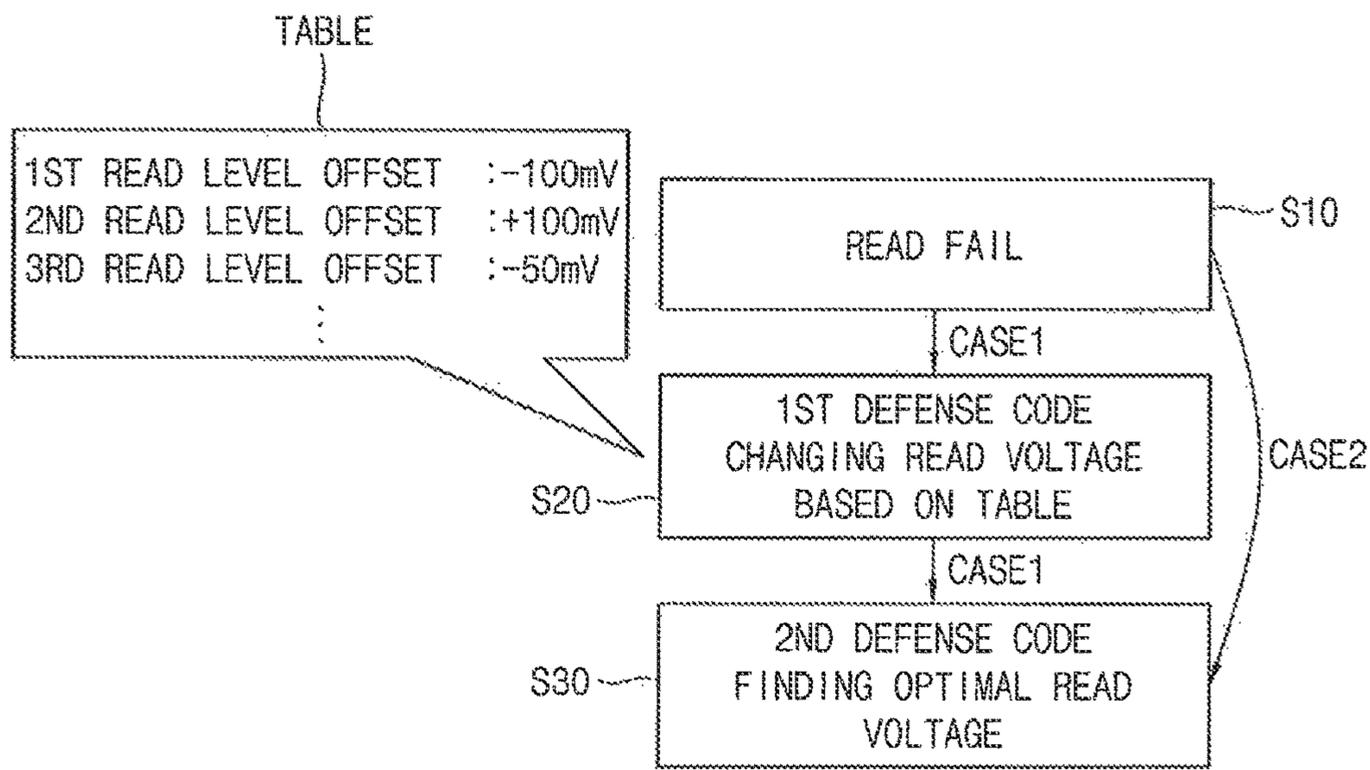 TABLE
1ST READ LEVEL OFFSET :-100mV
2ND READ LEVEL OFFSET :+100mV
3RD READ LEVEL OFFSET :-50mV
READ FAIL
S10
CASE1
1ST DEFENSE CODE
CHANGING READ VOLTAGE
BASED ON TABLE
S20
CASE2
CASE1
2ND DEFENSE CODE
FINDING OPTIMAL READ
VOLTAGE
S30